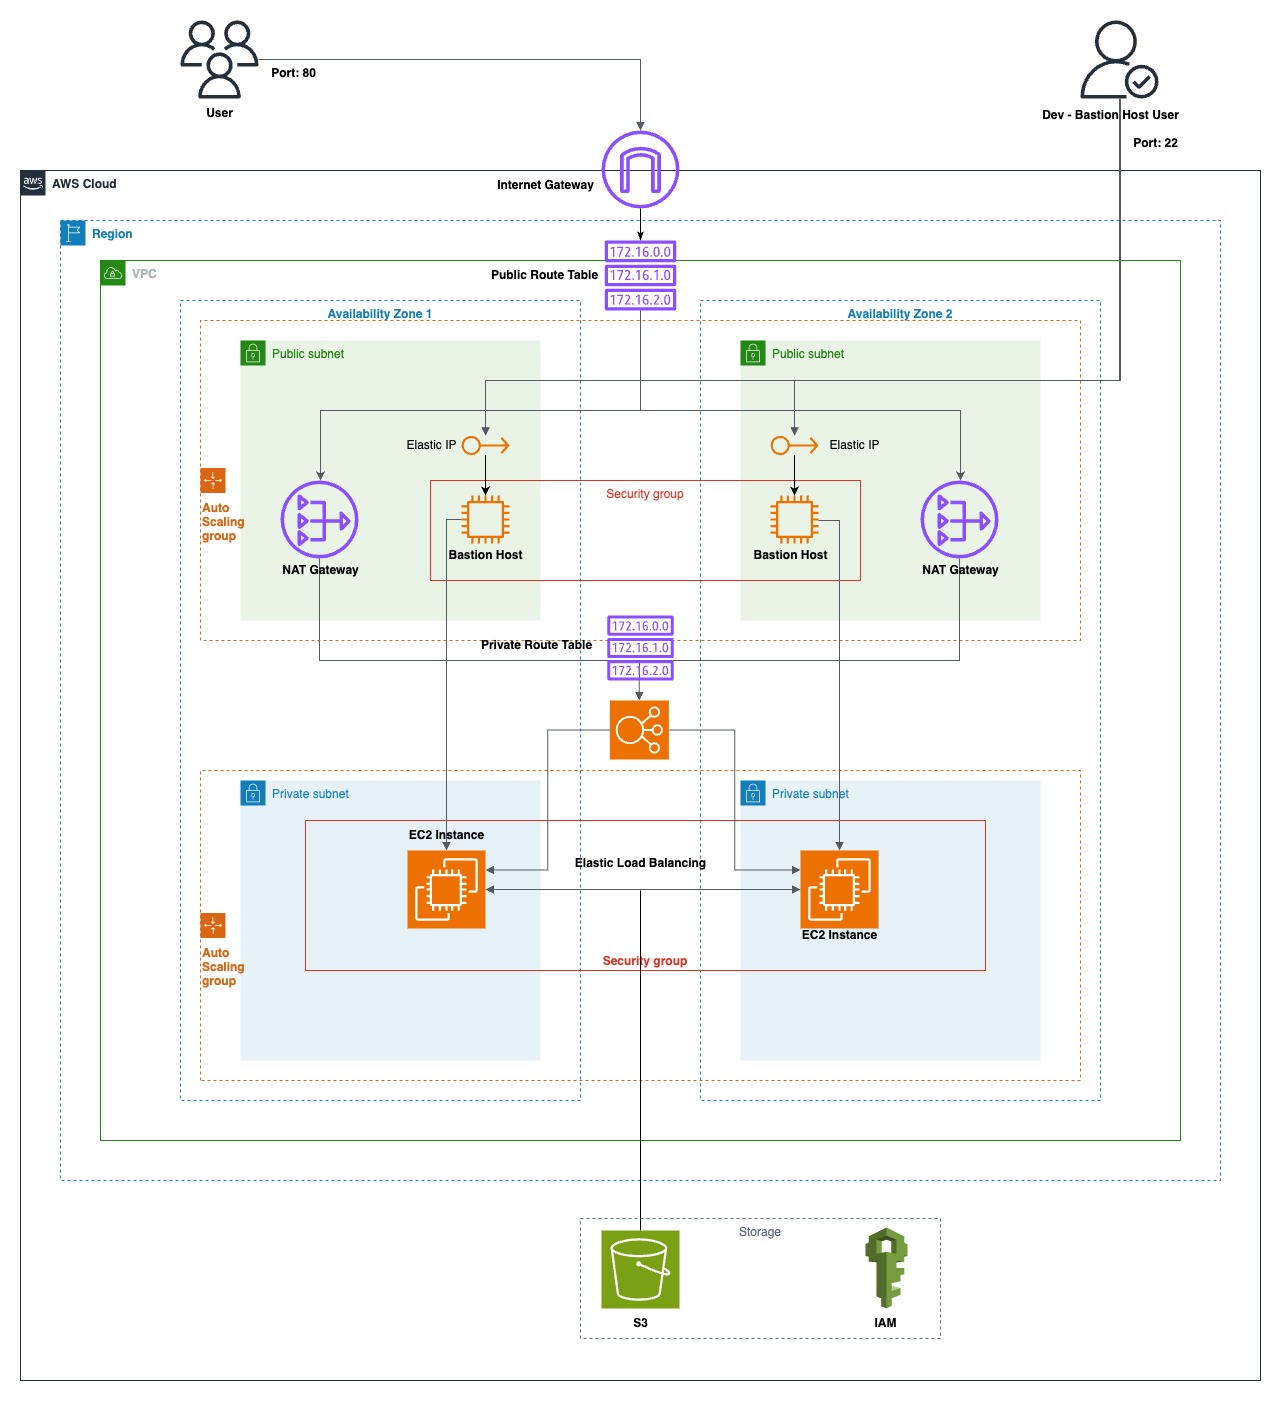 User
Port: 80
Dev - Bastion Host User
Port: 22
aws
AWS Cloud
Internet Gateway
Region
172.16.0.0
172.16.1.0
172.16.2.0
Public Route Table
VPC
Availability Zone 1
Availability Zone 2
Public subnet
Public subnet
Elastic IP
Elastic IP
Security group
Auto
Scaling
group
Bastion Host
Bastion Host
NAT Gateway
NAT Gateway
172.16.0.0
172.16.1.0
172.16.2.0
Private Route Table
Private subnet
Private subnet
EC2 Instance
Elastic Load Balancing
EC2 Instance
Auto
Scaling
group
Security group
Storage
S3
IAM